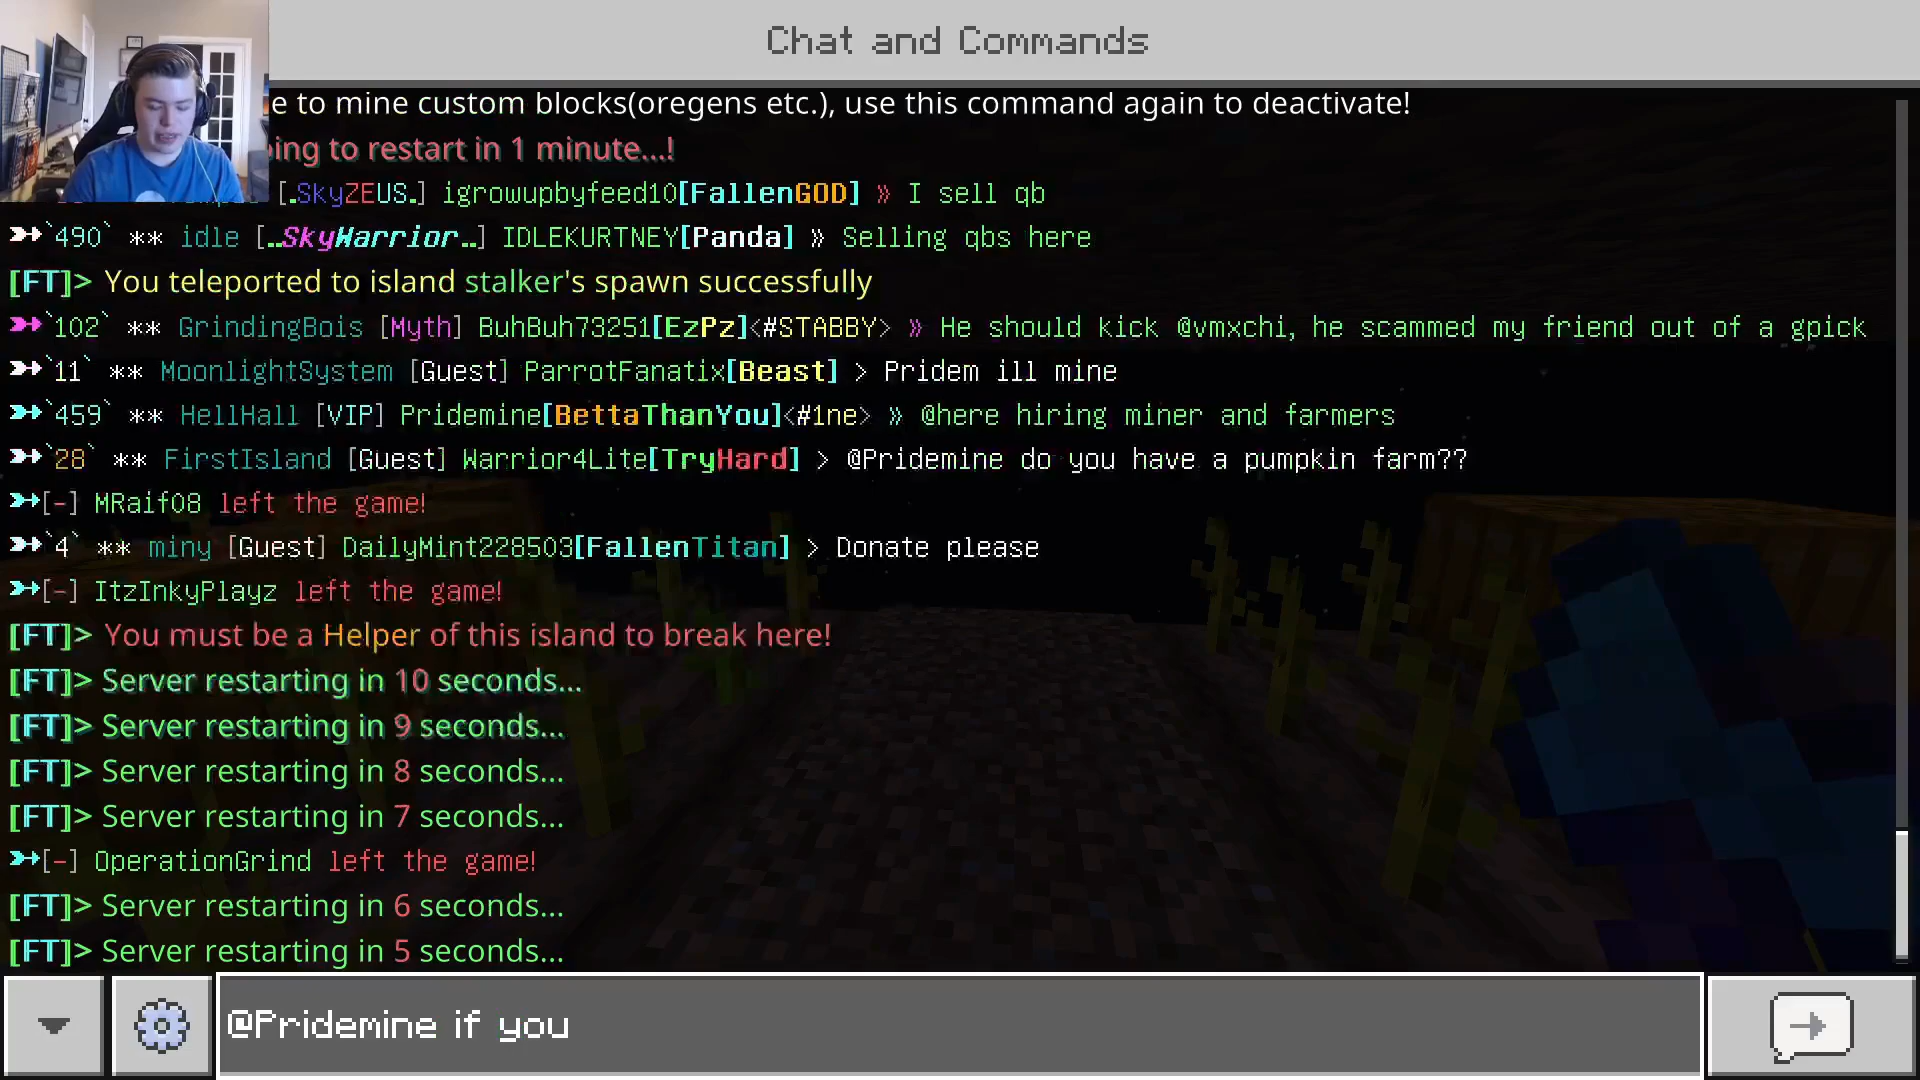 Chat and Commands
e to mine custom blocks(oregens etc.), use this command again to deactivate!
ing to restart in 1 minute...!
[.SkyZEUS.] igrowupbyfeed10[FallenGOD] » I sell qb
➳`490` ** idle [..SkyWarrior..] IDLEKURTNEY[Panda] » Selling qbs here
[FT]> You teleported to island stalker's spawn successfully
➳`102` ** GrindingBois [Myth] BuhBuh73251[EzPz]<#STABBY> » He should kick @vmxchi, he scammed my friend out of a gpick
➳`11` ** MoonlightSystem [Guest] ParrotFanatix[Beast] > Pridem ill mine
➳`459` ** HellHall [VIP] Pridemine[BettaThanYou]<#1ne> » @here hiring miner and farmers
➳`28` ** FirstIsland [Guest] Warrior4Lite[TryHard] > @Pridemine do you have a pumpkin farm??
➳[-] MRaif08 left the game!
➳`4` ** miny [Guest] DailyMint228503[FallenTitan] > Donate please
➳[-] ItzInkyPlayz left the game!
[FT]> You must be a Helper of this island to break here!
[FT]> Server restarting in 10 seconds...
[FT]> Server restarting in 9 seconds...
[FT]> Server restarting in 8 seconds...
[FT]> Server restarting in 7 seconds...
➳[-] OperationGrind left the game!
[FT]> Server restarting in 6 seconds...
[FT]> Server restarting in 5 seconds...
@Pridemine if you